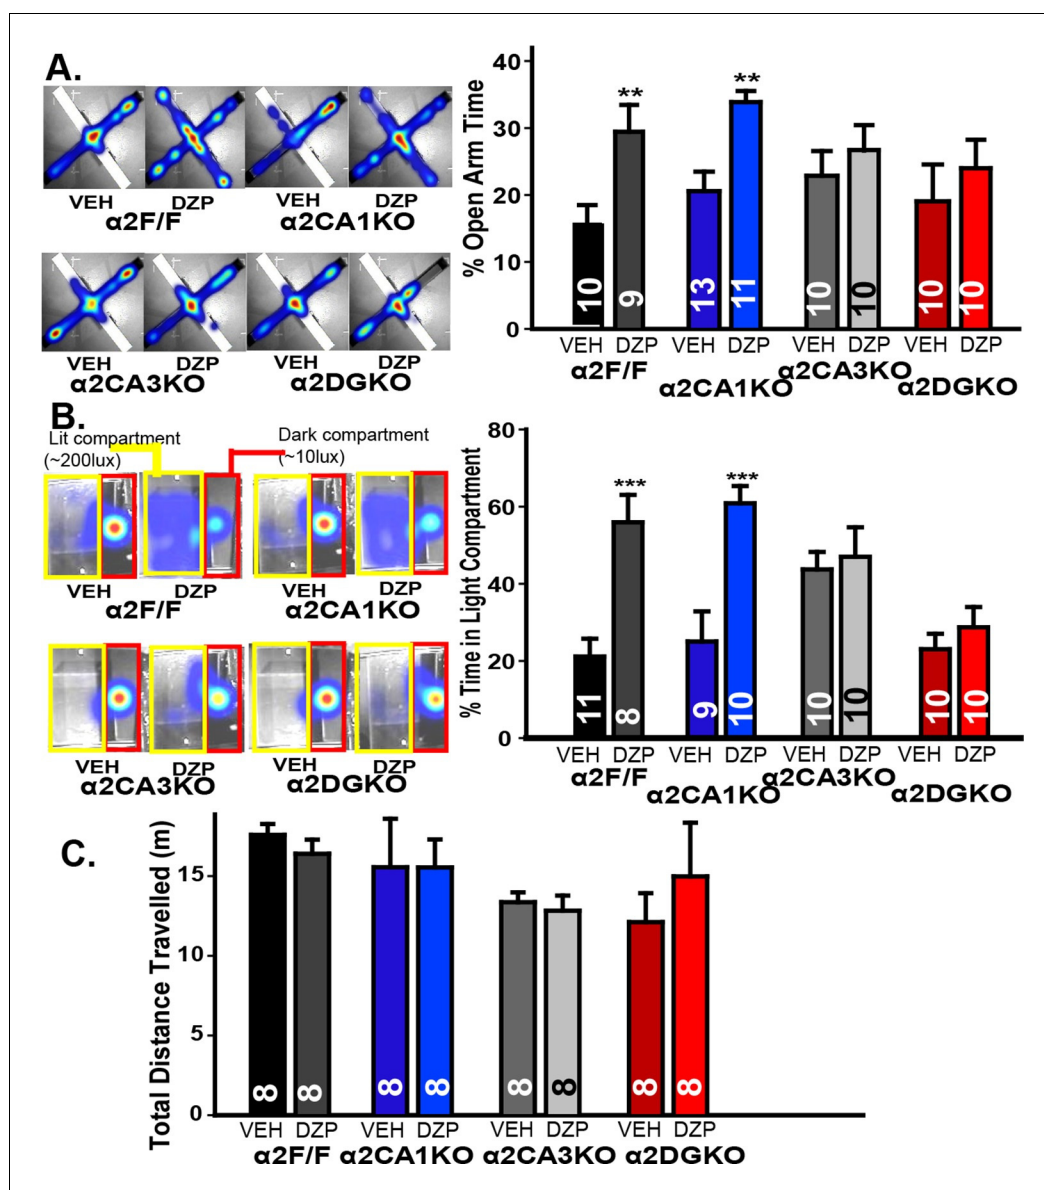 A.
VEH DZP
α2F/F α2CA1KO
VEH DZP
VEH DZP
α2CA3KO α2DGKO
VEH DZP
% Open Arm Time
40
30
20
10
0
**
**
10 9 13 11 10 10 10 10
VEH DZP VEH DZP VEH DZP VEH DZP
α2F/F α2CA1KO α2CA3KO α2DGKO
B.
Lit compartment
(~200lux)
Dark compartment
(~10lux)
VEH DZP VEH DZP
α2F/F α2CA1KO
VEH DZP VEH DZP
α2CA3KO α2DGKO
% Time in Light Compartment
80
60
40
20
0
***
***
11 8 9 10 10 10 10 10
VEH DZP VEH DZP VEH DZP VEH DZP
α2F/F α2CA1KO α2CA3KO α2DGKO
C.
Total Distance Travelled (m)
15
10
5
0
8 8 8 8 8 8 8 8
VEH DZP VEH DZP VEH DZP VEH DZP
α2F/F α2CA1KO α2CA3KO α2DGKO